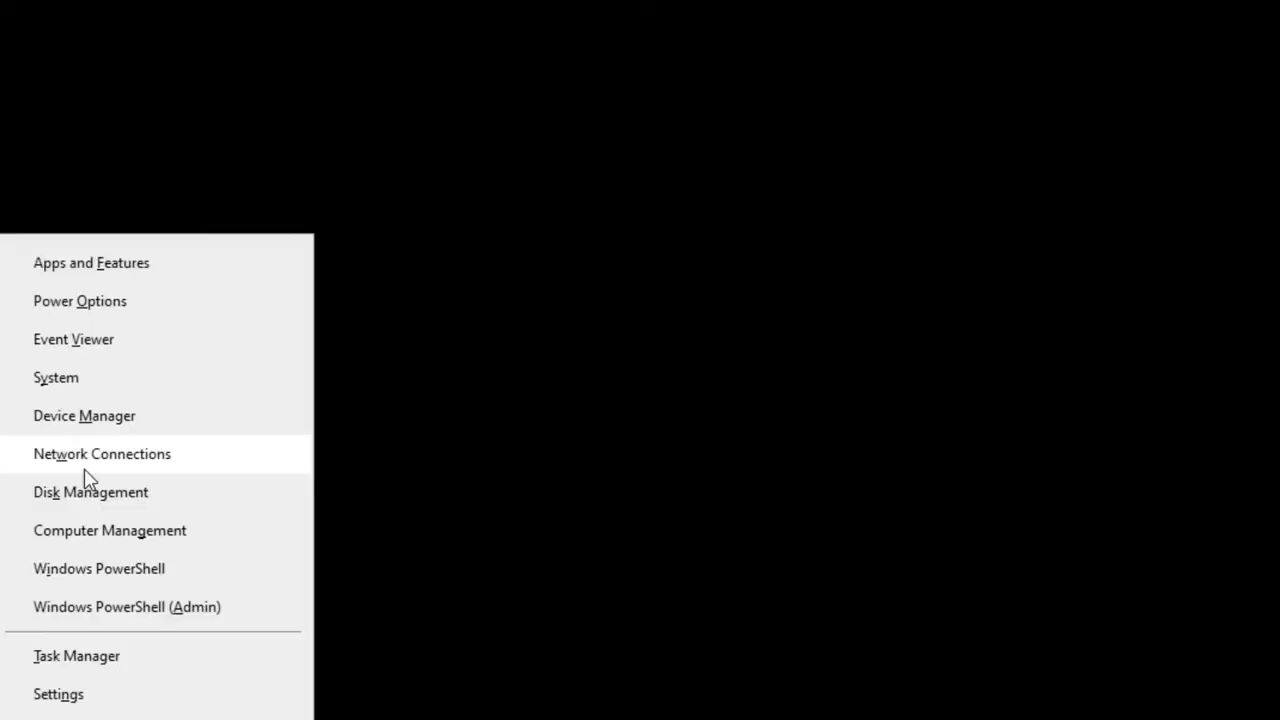 Apps and Features
Power Options
Event Viewer
System
Device Manager
Network Connections
Disk Management
Computer Management
Windows PowerShell
Windows PowerShell (Admin)
Task Manager
Settings